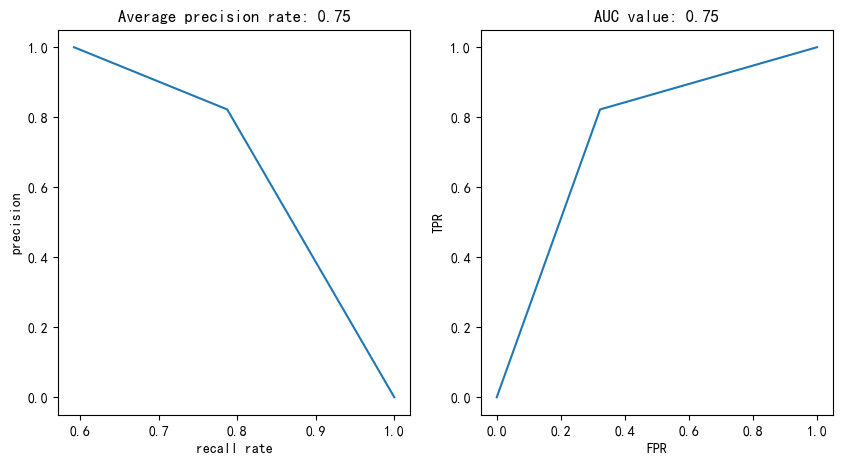 Average precision rate: 0.75
precision
1.0
0.8
0.6
0.4
0.2
0.0
0.6 0.7 0.8 0.9 1.0
recall rate
AUC value: 0.75
TPR
1.0
0.8
0.6
0.4
0.2
0.0
0.0 0.2 0.4 0.6 0.8 1.0
FPR